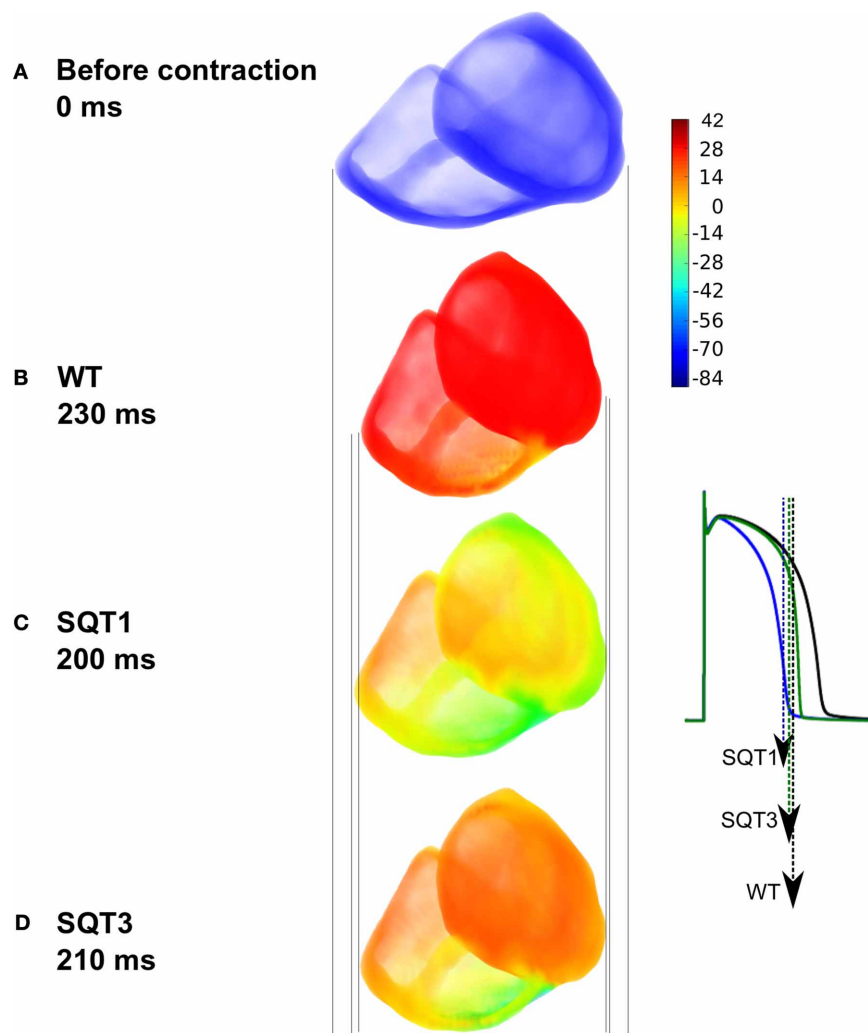 A Before contraction
0 ms
42
28
14
0
-14
-28
-42
-56
-70
-84
B WT
230 ms
C SQT1
200 ms
SQT1
SQT3
WT
D SQT3
210 ms